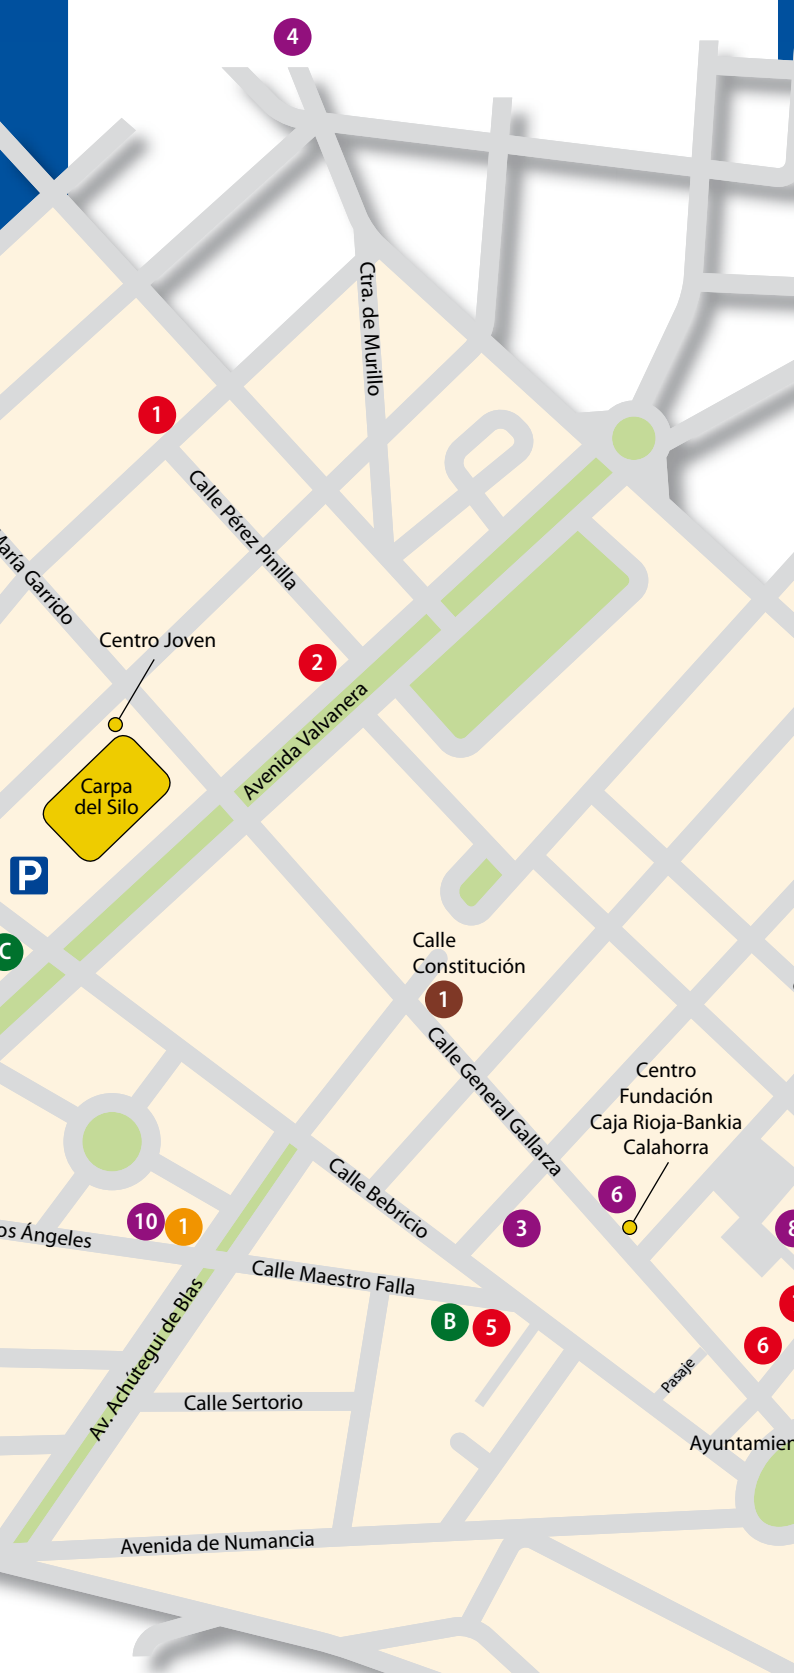 4
Ctra. de Murillo
1
Calle Pérez Pinilla
María Garrido
Centro Joven
2
Avenida Valvanera
Carpa
del Silo
P
C
Calle
Constitución
1
Calle General Gallarza
Centro
Fundación
Caja Rioja-Bankia
Calahorra
6
Calle Bebricio
3
10
1
8
os Ángeles
Calle Maestro Falla
B
5
6
Av. Achútegui de Blas
Pasaje
Calle Sertorio
Ayuntamien
Avenida de Numancia